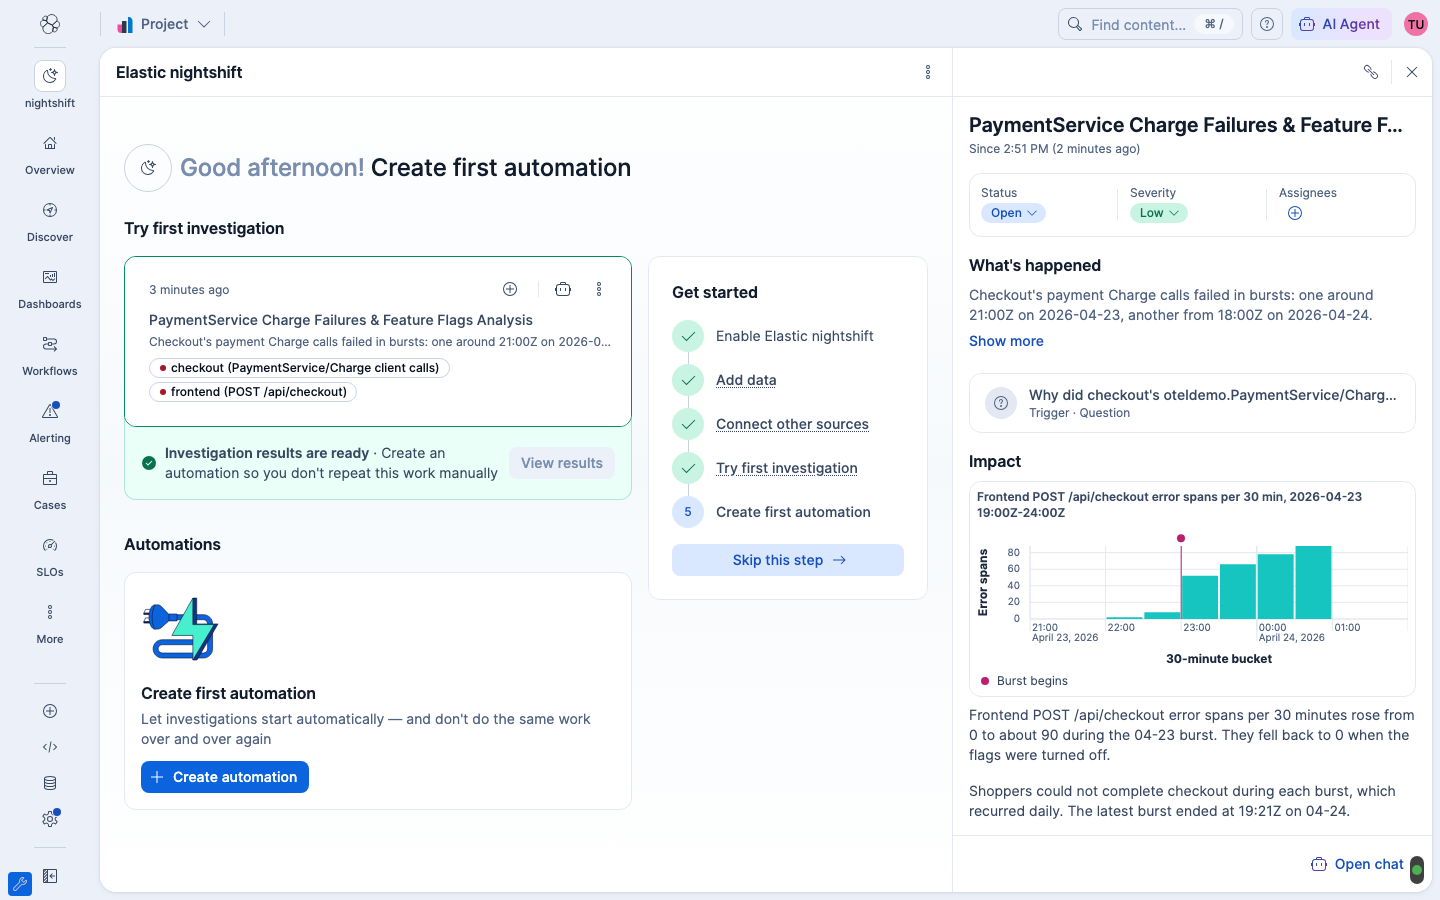 Project
Find content...
⌘ /
AI Agent
TU
nightshift
Overview
Discover
Dashboards
Workflows
Alerting
Cases
SLOs
More
Elastic nightshift
Good afternoon! Create first automation
Try first investigation
3 minutes ago
PaymentService Charge Failures & Feature Flags Analysis
Checkout's payment Charge calls failed in bursts: one around 21:00Z on 2026-0...
checkout (PaymentService/Charge client calls)
frontend (POST /api/checkout)
Investigation results are ready · Create an
automation so you don't repeat this work manually
View results
Get started
Enable Elastic nightshift
Add data
Connect other sources
Try first investigation
5
Create first automation
Skip this step
Automations
Create first automation
Let investigations start automatically — and don't do the same work
over and over again
Create automation
PaymentService Charge Failures & Feature F...
Since 2:51 PM (2 minutes ago)
Status
Severity
Assignees
Open
Low
What's happened
Checkout's payment Charge calls failed in bursts: one around
21:00Z on 2026-04-23, another from 18:00Z on 2026-04-24.
Show more
Why did checkout's oteldemo.PaymentService/Charg...
Trigger · Question
Impact
Frontend POST /api/checkout error spans per 30 min, 2026-04-23
19:00Z-24:00Z
Error spans
80
60
40
20
0
21:00
22:00
23:00
00:00
01:00
April 23, 2026
April 24, 2026
30-minute bucket
Burst begins
Frontend POST /api/checkout error spans per 30 minutes rose from
0 to about 90 during the 04-23 burst. They fell back to 0 when the
flags were turned off.
Shoppers could not complete checkout during each burst, which
recurred daily. The latest burst ended at 19:21Z on 04-24.
Open chat